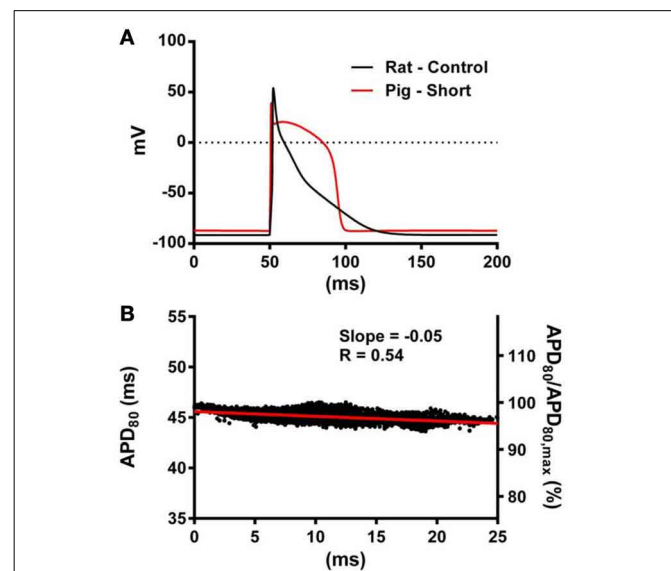 A
100
50
0
-50
-100
mV
Rat - Control
Pig - Short
0 50 100 150 200
(ms)
B
55
50
45
40
35
APD80 (ms)
Slope = -0.05
R = 0.54
110
100
90
80
APD80/APD80,max (%)
0 5 10 15 20 25
(ms)